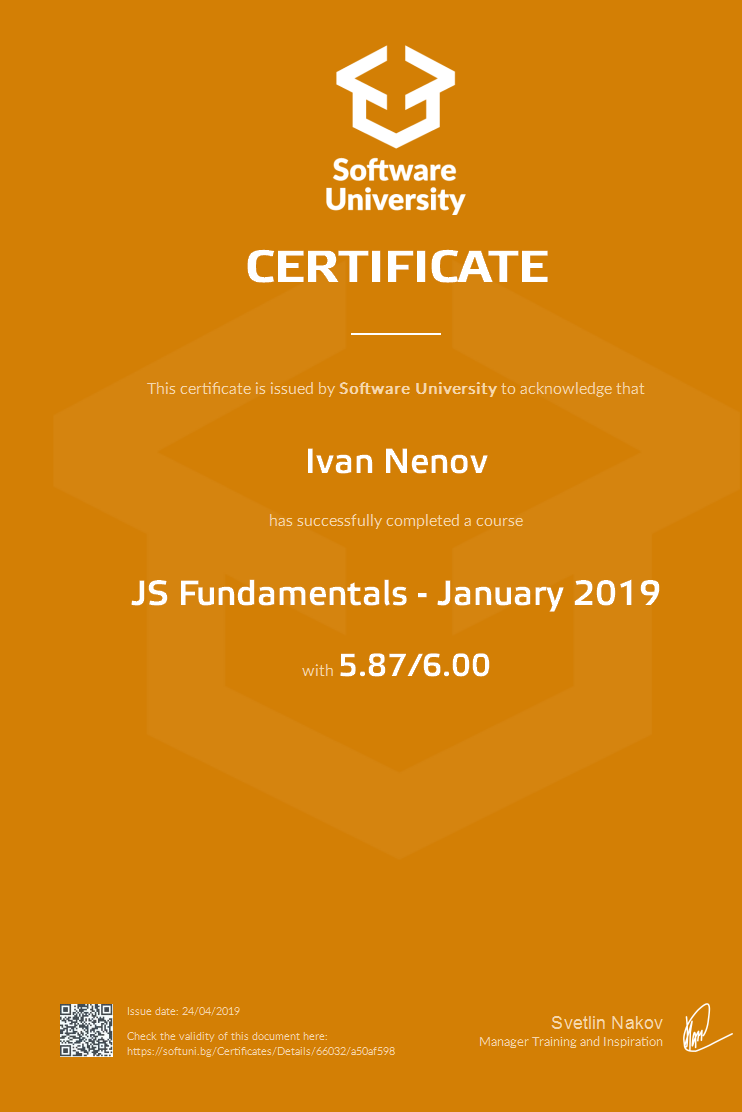 Software
University
CERTIFICATE
This certificate is issued by Software University to acknowledge that
Ivan Nenov
has successfully completed a course
JS Fundamentals - January 2019
with 5.87/6.00
Issue date: 24/04/2019
Check the validity of this document here:
https://softuni.bg/Certificates/Details/66032/a50af598
Svetlin Nakov
Manager Training and Inspiration